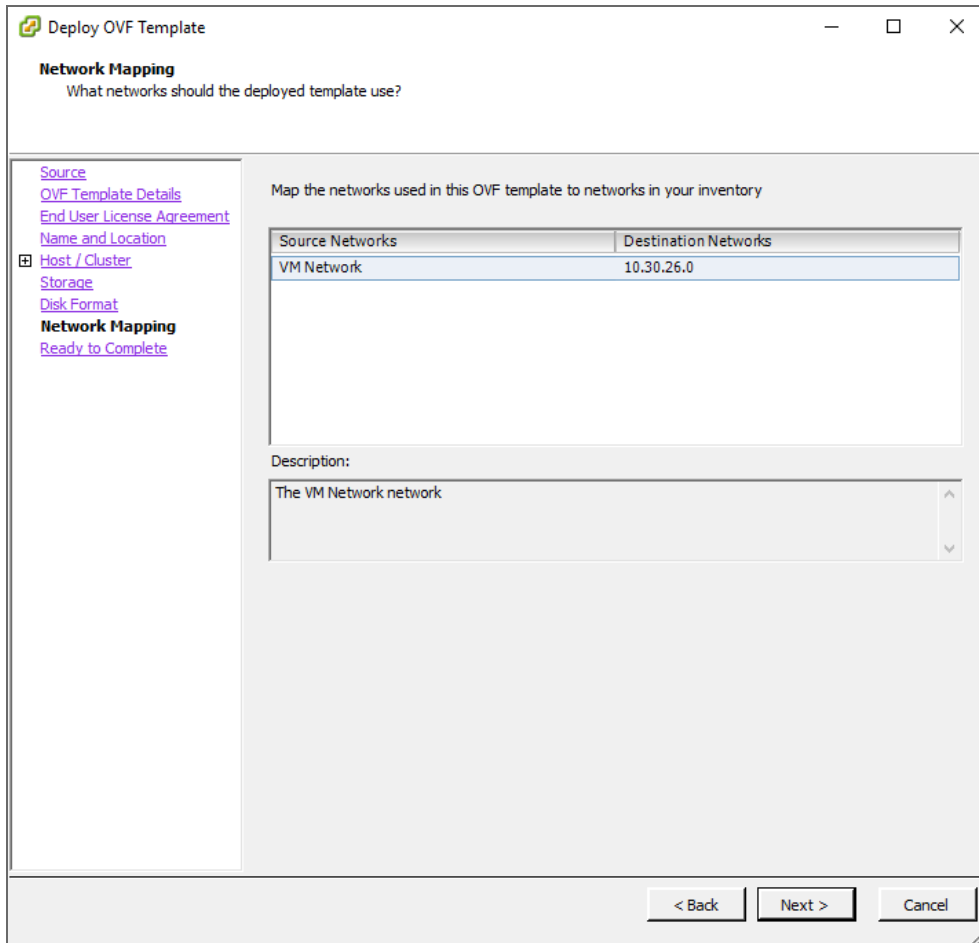 Deploy OVF Template
Network Mapping
What networks should the deployed template use?
Source
OVF Template Details
End User License Agreement
Name and Location
Host / Cluster
Storage
Disk Format
Network Mapping
Ready to Complete
Map the networks used in this OVF template to networks in your inventory
Source Networks Destination Networks
VM Network 10.30.26.0
Description:
The VM Network network
< Back Next > Cancel